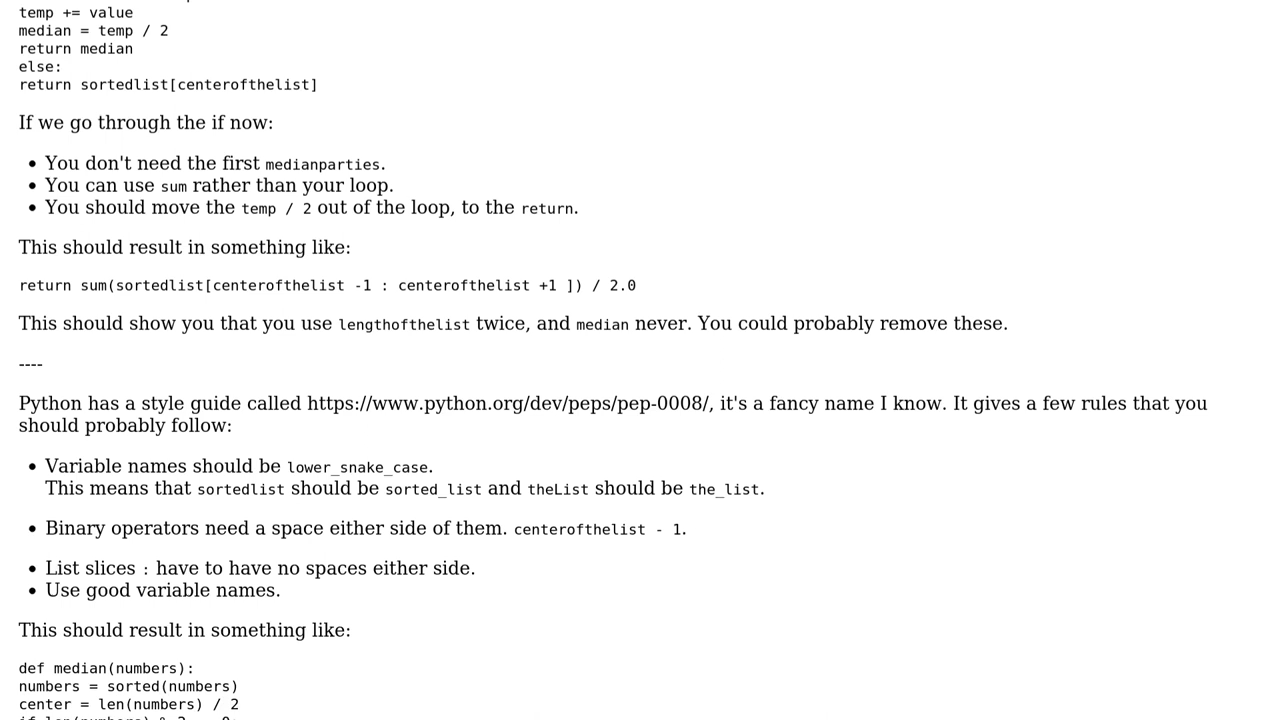 temp += value
median = temp / 2
return median
else:
return sortedlist[centerofthelist]
If we go through the if now:
• You don't need the first medianparties.
• You can use sum rather than your loop.
• You should move the temp / 2 out of the loop, to the return.
This should result in something like:
return sum(sortedlist[centerofthelist -1 : centerofthelist +1 ]) / 2.0
This should show you that you use lengthofthelist twice, and median never. You could probably remove these.
----
Python has a style guide called https://www.python.org/dev/peps/pep-0008/, it's a fancy name I know. It gives a few rules that you
should probably follow:
• Variable names should be lower_snake_case.
This means that sortedlist should be sorted_list and theList should be the_list.
• Binary operators need a space either side of them. centerofthelist - 1.
• List slices : have to have no spaces either side.
• Use good variable names.
This should result in something like:
def median(numbers):
numbers = sorted(numbers)
center = len(numbers) / 2
if len(numbers) % 2 == 0: